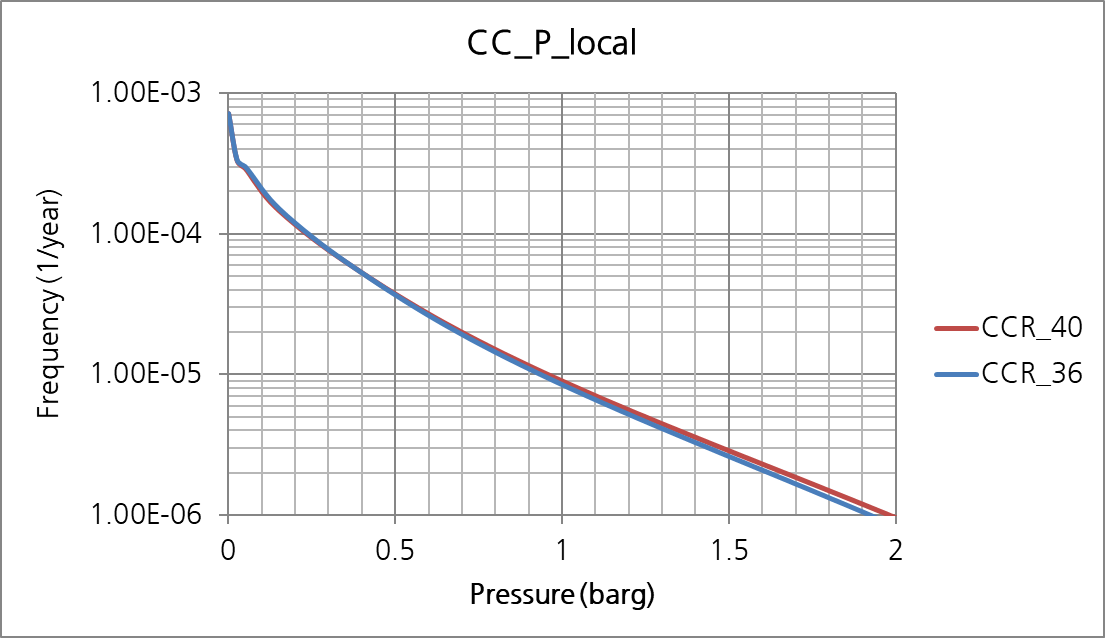 CC_P_local
1.00E-03
1.00E-04
1.00E-05
1.00E-06
Frequency (1/year)
0 0.5 1 1.5 2
Pressure (barg)
CCR_40
CCR_36